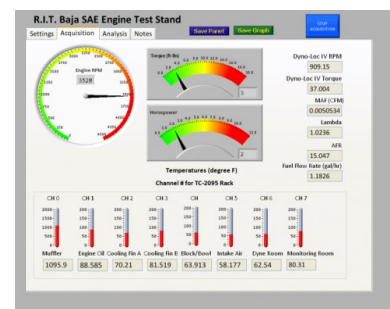 R.I.T. Baja SAE Engine Test Stand
Save Panel Save Graph
STOP ACQUISITION
Settings Acquisition Analysis Notes
Engine RPM
3528
Torque (ft-lbs)
3
Horsepower
2
Dyno-Loc IV RPM
909.15
Dyno-Loc IV Torque
37.004
MAF (CFM)
0.0050534
Lambda
1.0236
AFR
15.047
Fuel Flow Rate (gal/hr)
1.1826
Temperatures (degree F)
Channel # for TC-2095 Rack
CH 0 CH 1 CH 2 CH 3 CH CH 5 CH 6 CH 7
Muffler Engine Oil Cooling Fin A Cooling Fin B Block/Bowl Intake Air Dyne Room Monitoring Room
1095.9 88.585 70.21 81.519 63.913 58.177 62.54 80.31